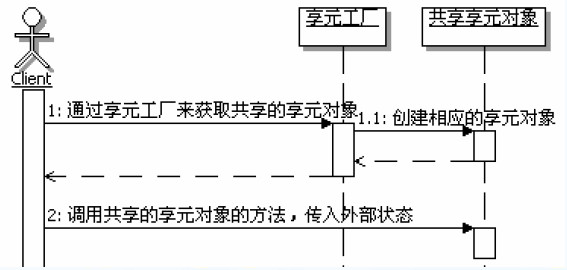 享元工厂
共享享元对象
Client
1: 通过享元工厂来获取共享的享元对象
1.1: 创建相应的享元对象
2: 调用共享的享元对象的方法，传入外部状态